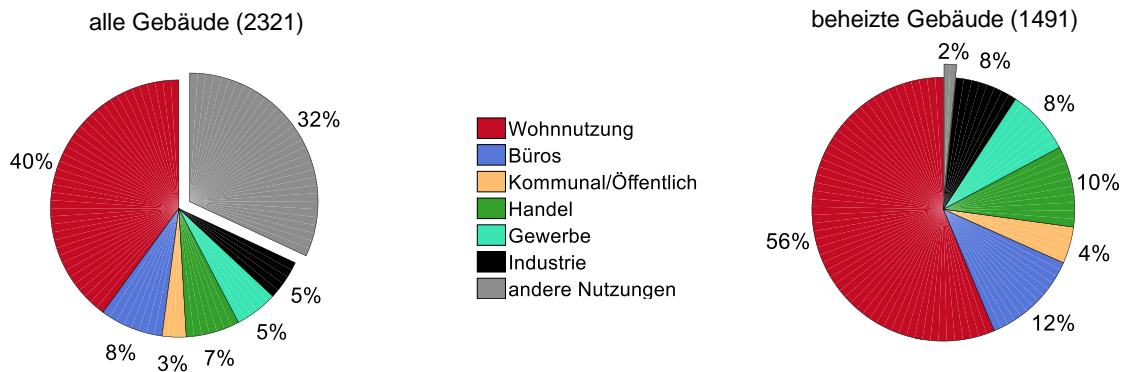 alle Gebäude (2321)
32%
40%
5%
5%
8%
3%
7%
Wohnnutzung
Büros
Kommunal/Öffentlich
Handel
Gewerbe
Industrie
andere Nutzungen
beheizte Gebäude (1491)
2%
8%
8%
10%
56%
4%
12%